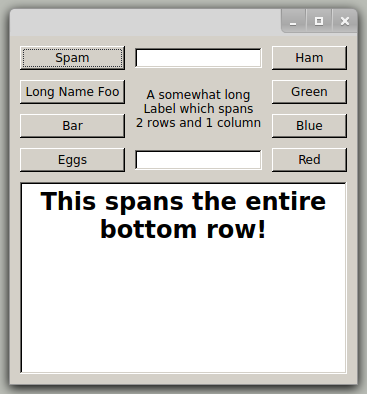 Spam
Ham
Long Name Foo
A somewhat long
Label which spans
2 rows and 1 column
Green
Bar
Blue
Eggs
Red
This spans the entire
bottom row!